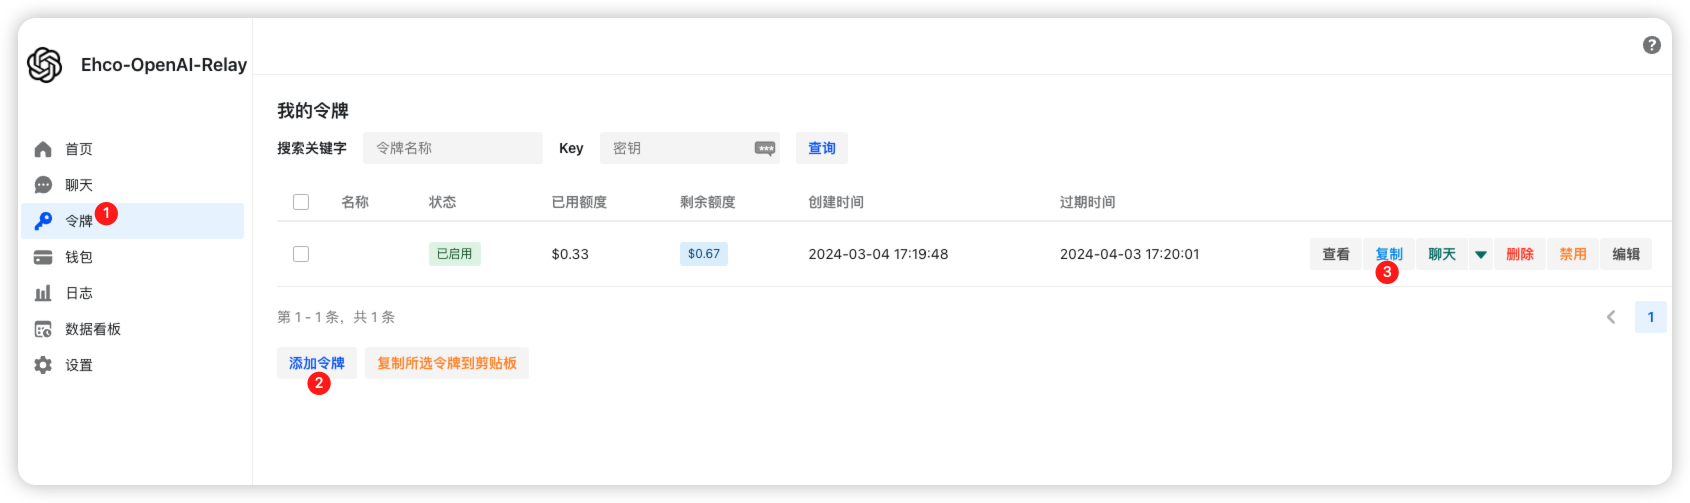 Ehco-OpenAI-Relay
?
首页
聊天
令牌 1
钱包
日志
数据看板
设置
我的令牌
搜索关键字 令牌名称 Key 密钥 *** 查询
名称 状态 已用额度 剩余额度 创建时间 过期时间
已启用 $0.33 $0.67 2024-03-04 17:19:48 2024-04-03 17:20:01 查看 复制 聊天 删除 禁用 编辑
3
第 1 - 1 条，共 1 条 1
添加令牌 复制所选令牌到剪贴板
2